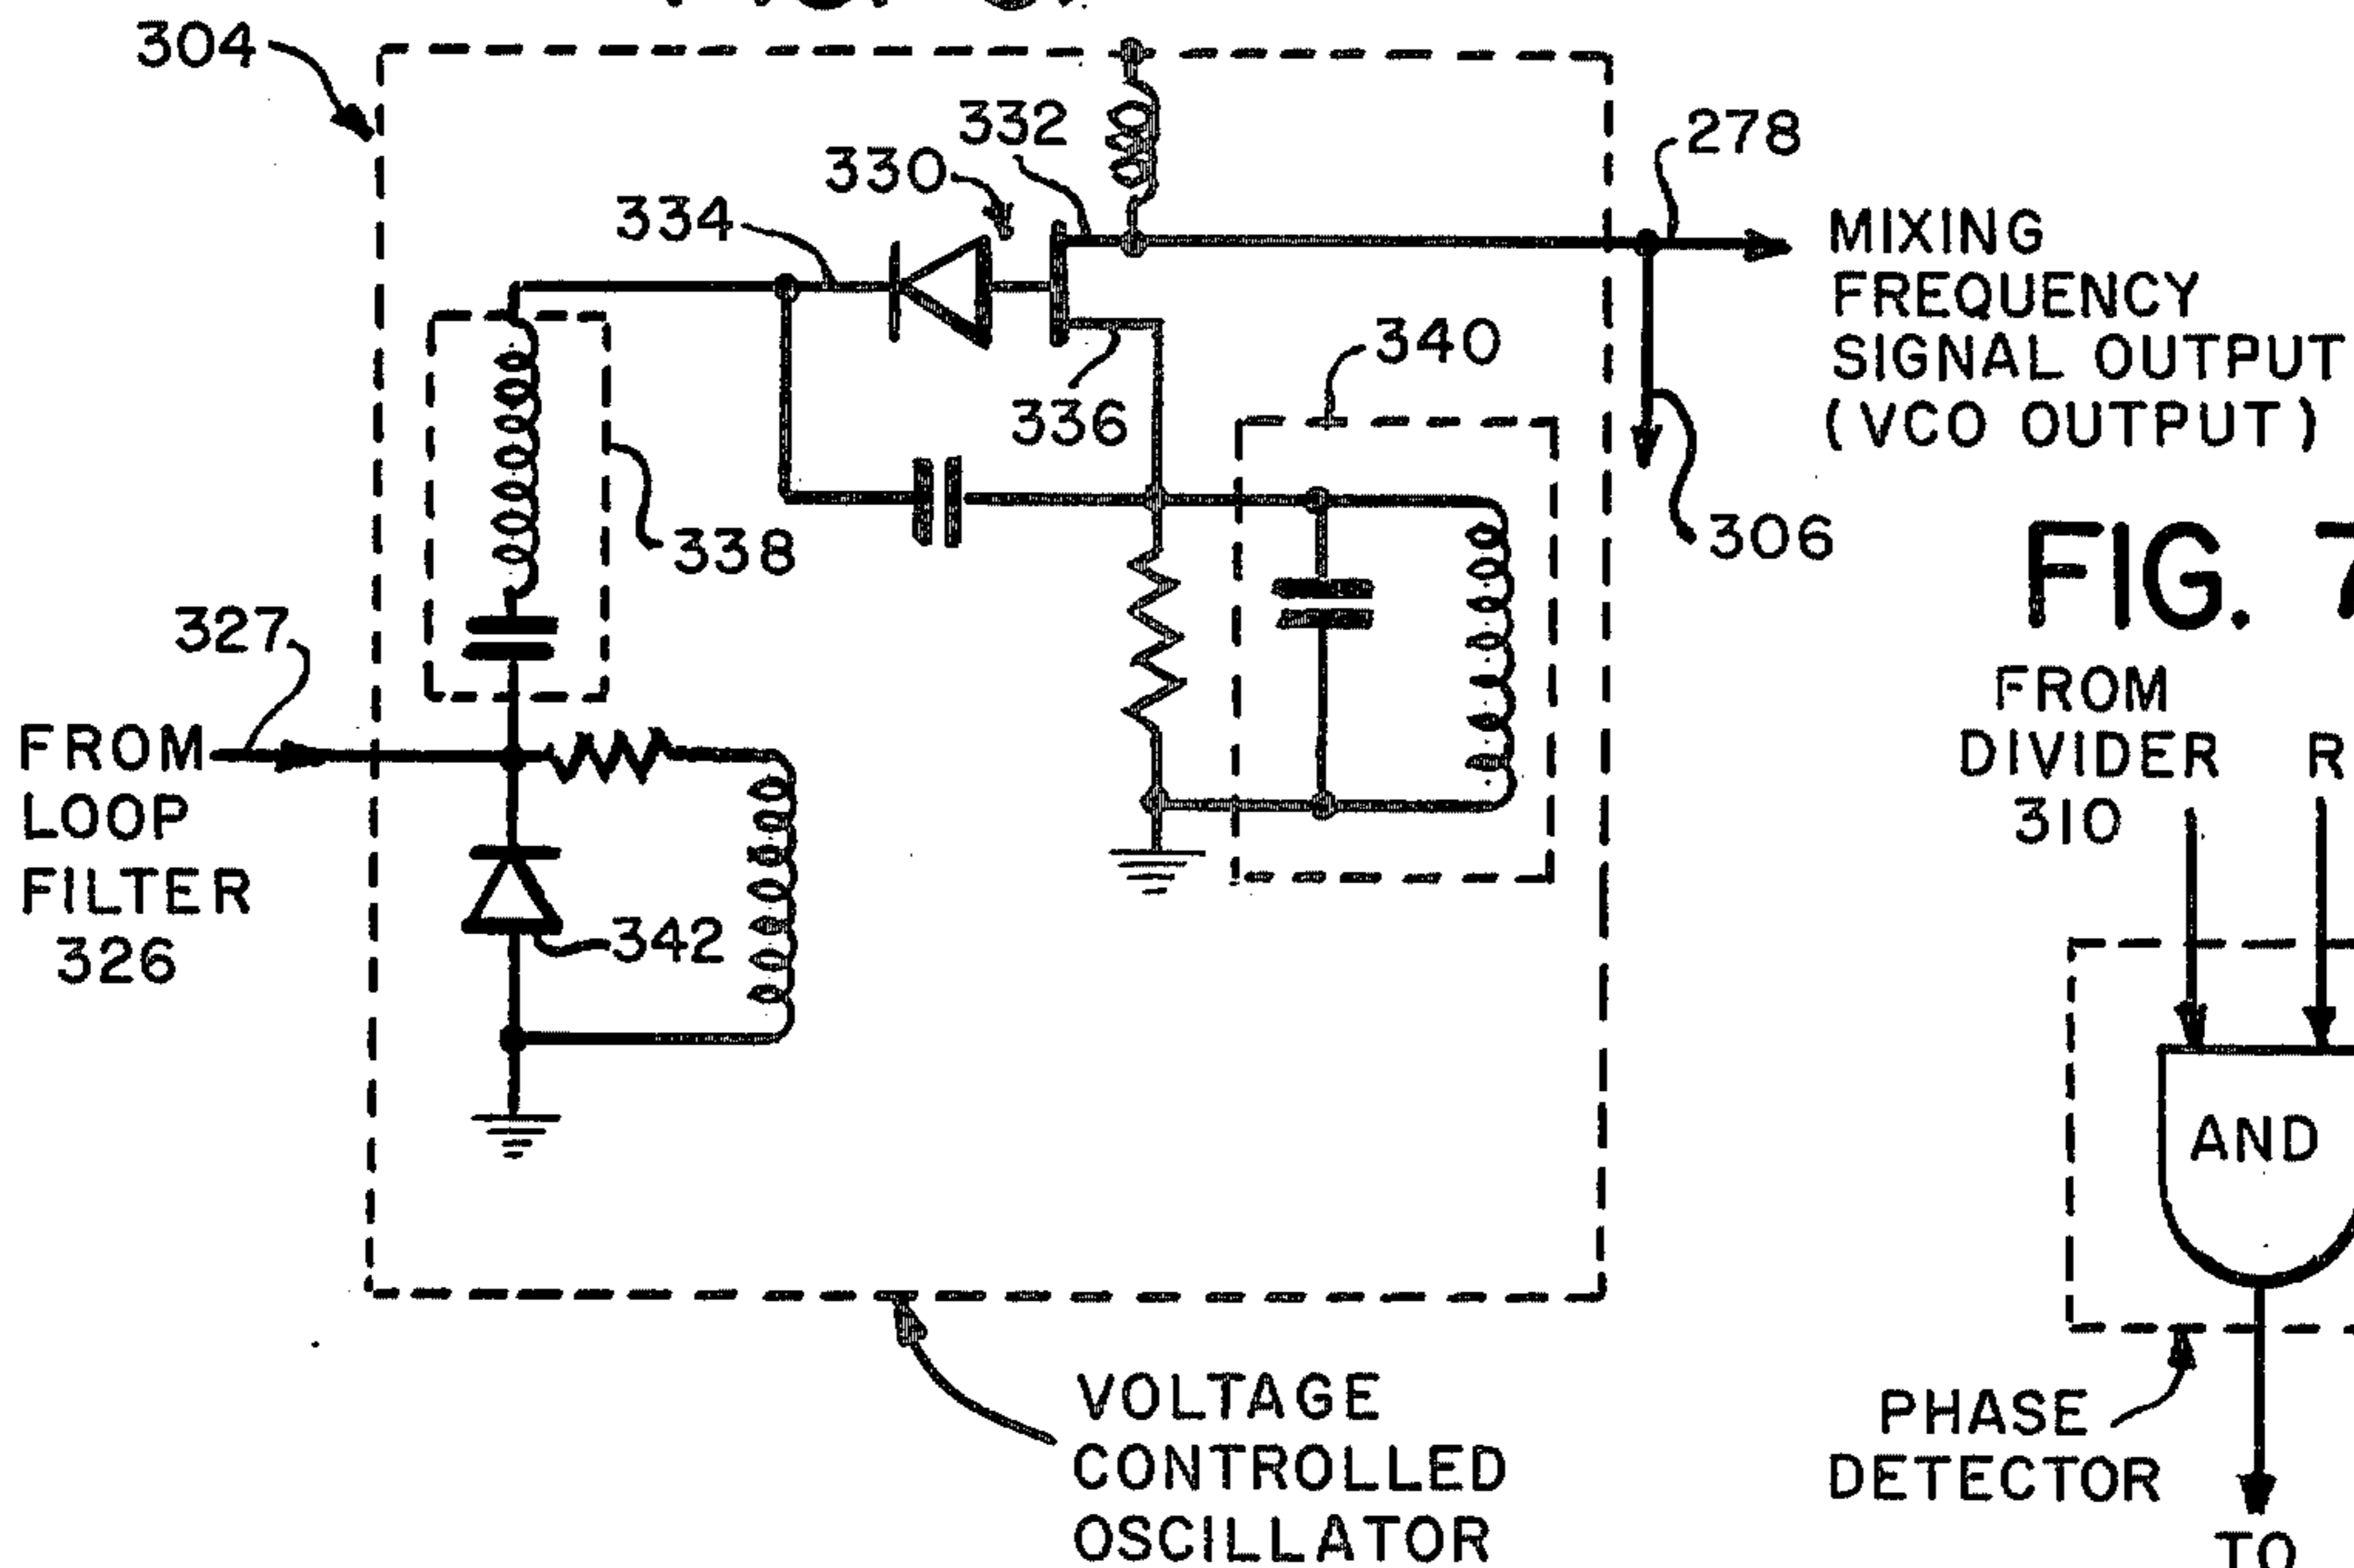 304
332
330
334
278
MIXING
FREQUENCY
SIGNAL OUTPUT
(VCO OUTPUT)
340
336
338
306
FIG. 7
327
FROM
LOOP
FILTER
326
342
FROM
DIVIDER
310
R
AND
VOLTAGE
CONTROLLED
OSCILLATOR
PHASE
DETECTOR
TO